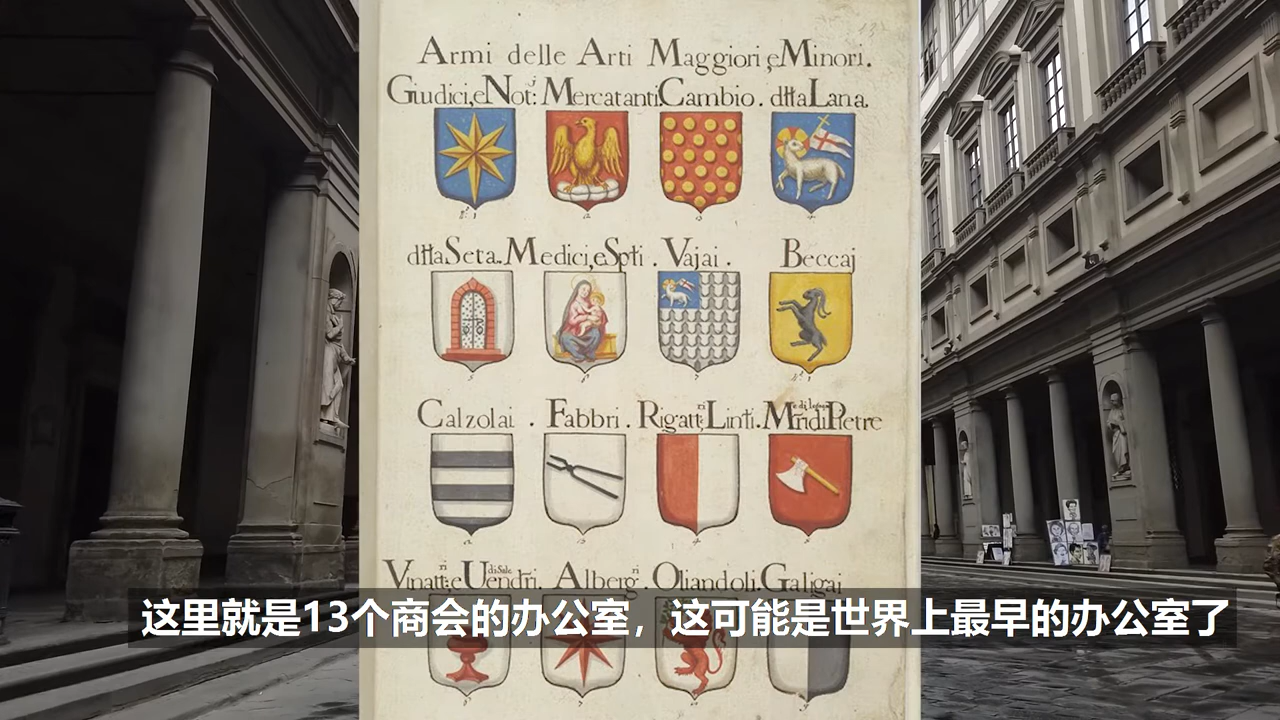 Armi delle Arti Maggiori, e Minori.
Giudici, e Not: Mercatanti. Cambio. dtta Lana.
dtta Seta. Medici, e Spti. Vajai. Beccaj
Calzolai. Fabbri. Rigatt: Linti. Mri di Pietre
Vinatt: e Uendri. Alberg. Oliandoli. Galigai
这里就是13个商会的办公室，这可能是世界上最早的办公室了